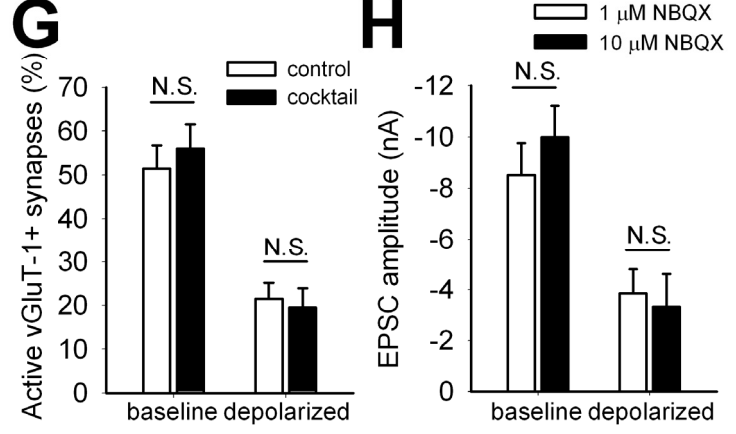 G
Active vGluT-1+ synapses (%)
70
60
50
40
30
20
10
0
N.S.
N.S.
control
cocktail
baseline depolarized
H
1 μM NBQX
10 μM NBQX
EPSC amplitude (nA)
-12
-10
-8
-6
-4
-2
0
N.S.
N.S.
baseline depolarized